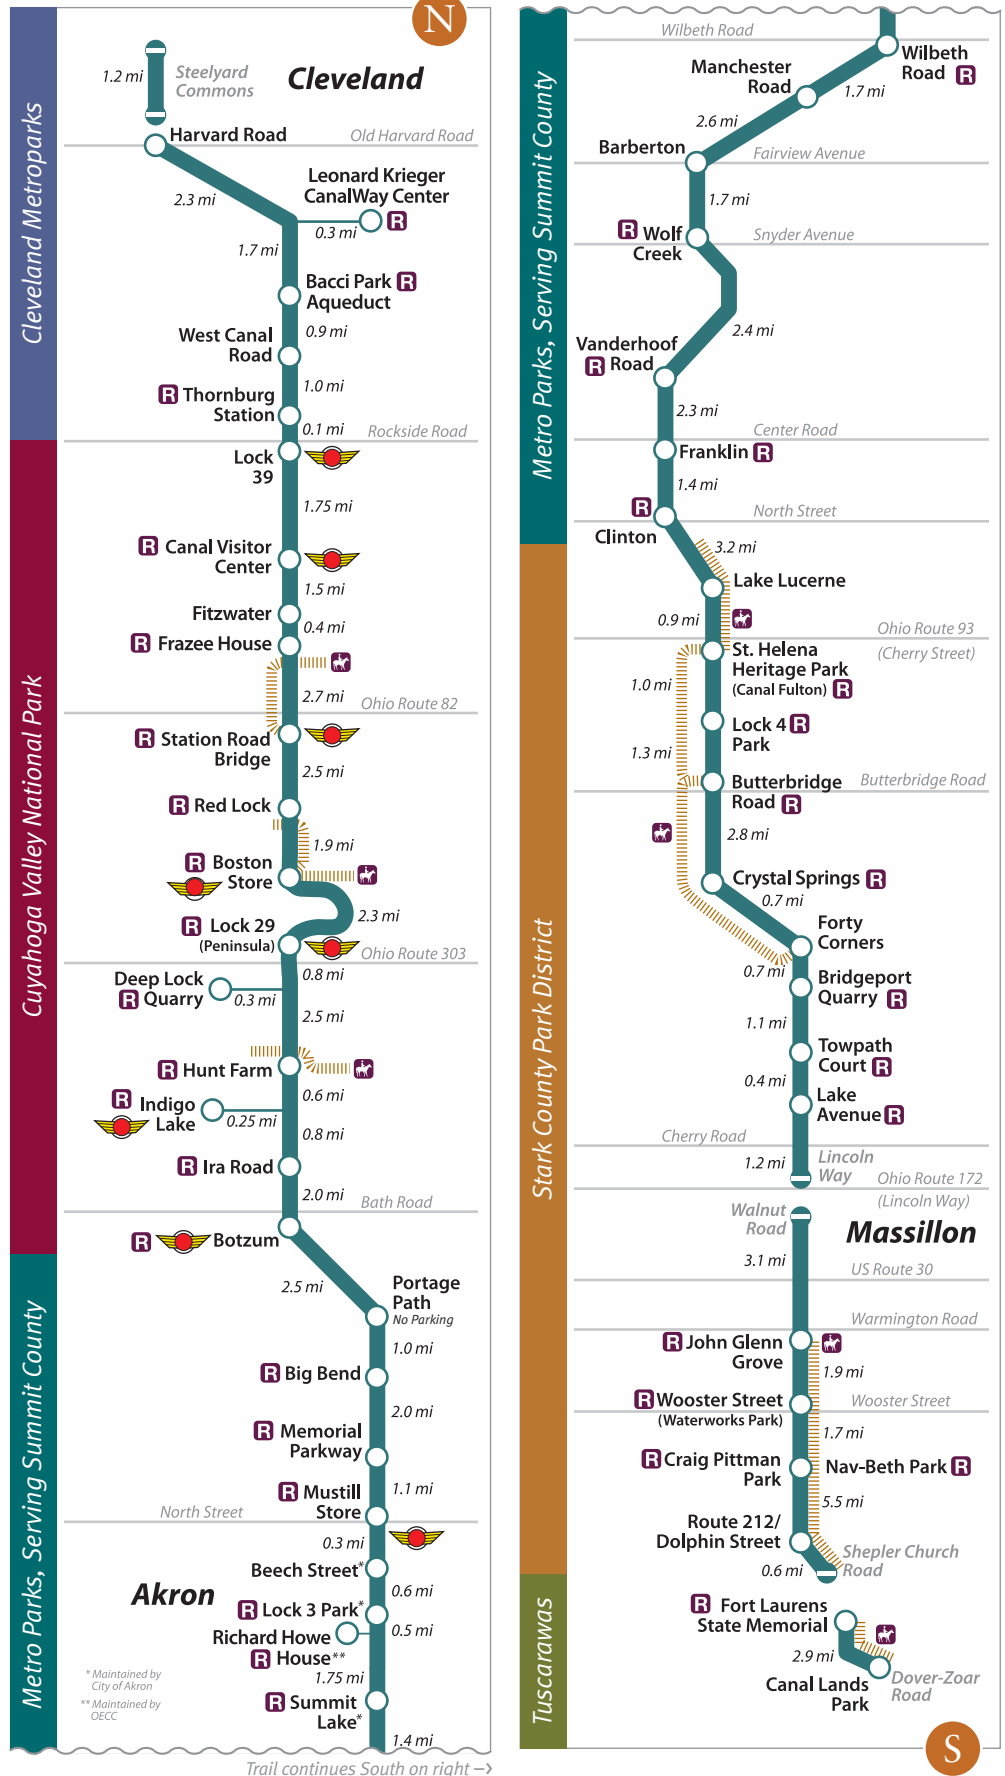 N
Cleveland Metroparks
Cuyahoga Valley National Park
Metro Parks, Serving Summit County
1.2 mi
Steelyard
Commons
Cleveland
Harvard Road
Old Harvard Road
2.3 mi
Leonard Krieger
CanalWay Center
R
0.3 mi
1.7 mi
Bacci Park R
Aqueduct
0.9 mi
West Canal
Road
1.0 mi
R Thornburg
Station
0.1 mi
Rockside Road
Lock
39
1.75 mi
R Canal Visitor
Center
1.5 mi
Fitzwater
0.4 mi
R Frazee House
2.7 mi
Ohio Route 82
R Station Road
Bridge
2.5 mi
R Red Lock
1.9 mi
R Boston
Store
2.3 mi
R Lock 29
(Peninsula)
Ohio Route 303
0.8 mi
Deep Lock
R Quarry
0.3 mi
2.5 mi
R Hunt Farm
0.6 mi
R Indigo
Lake
0.25 mi
0.8 mi
R Ira Road
2.0 mi
Bath Road
R Botzum
2.5 mi
Portage
Path
No Parking
1.0 mi
R Big Bend
2.0 mi
R Memorial
Parkway
1.1 mi
R Mustill
Store
North Street
0.3 mi
Beech Street*
Akron
0.6 mi
R Lock 3 Park*
0.5 mi
Richard Howe
R House**
1.75 mi
* Maintained by
City of Akron
** Maintained by
OECC
R Summit
Lake*
1.4 mi
Trail continues South on right –>
Metro Parks, Serving Summit County
Stark County Park District
Tuscarawas
Wilbeth Road
Wilbeth
Road R
Manchester
Road
1.7 mi
2.6 mi
Barberton
Fairview Avenue
1.7 mi
R Wolf
Creek
Snyder Avenue
2.4 mi
Vanderhoof
R Road
2.3 mi
Center Road
Franklin R
1.4 mi
R
North Street
Clinton
3.2 mi
Lake Lucerne
0.9 mi
Ohio Route 93
(Cherry Street)
St. Helena
Heritage Park
(Canal Fulton) R
1.0 mi
Lock 4 R
Park
1.3 mi
Butterbridge
Road R
Butterbridge Road
2.8 mi
Crystal Springs R
0.7 mi
Forty
Corners
0.7 mi
Bridgeport
Quarry R
1.1 mi
Towpath
Court R
0.4 mi
Lake
Avenue R
Cherry Road
1.2 mi
Lincoln
Way
Ohio Route 172
(Lincoln Way)
Walnut
Road
Massillon
3.1 mi
US Route 30
Warmington Road
R John Glenn
Grove
1.9 mi
R Wooster Street
(Waterworks Park)
Wooster Street
1.7 mi
R Craig Pittman
Park
Nav-Beth Park R
5.5 mi
Route 212/
Dolphin Street
0.6 mi
Shepler Church
Road
R Fort Laurens
State Memorial
2.9 mi
Canal Lands
Park
Dover-Zoar
Road
S